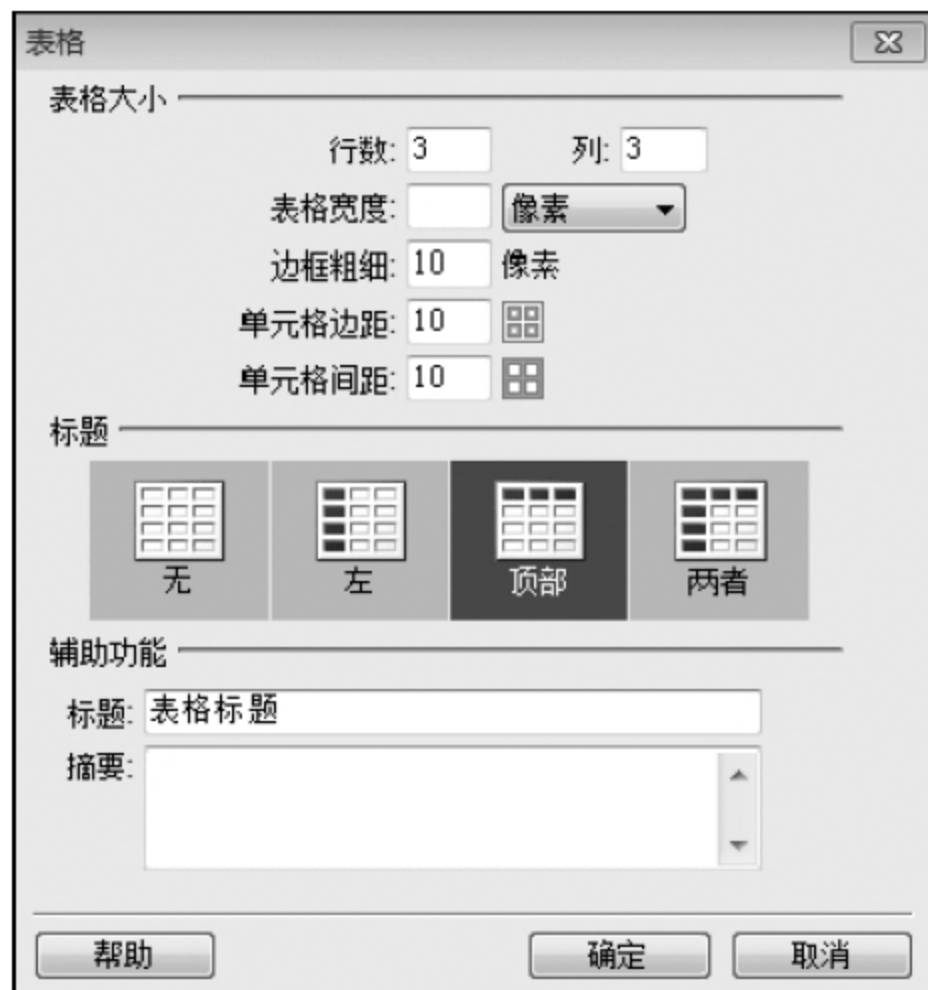 表格
表格大小
行数: 3 列: 3
表格宽度: 像素
边框粗细: 10 像素
单元格边距: 10
单元格间距: 10
标题
无 左 顶部 两者
辅助功能
标题: 表格标题
摘要:
帮助 确定 取消